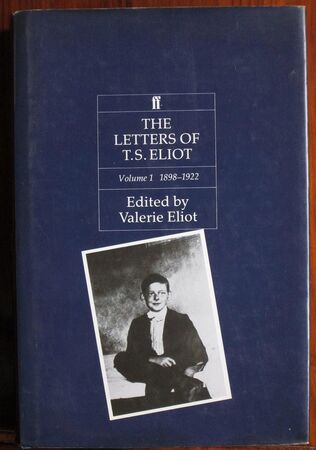 ff
THE
LETTERS OF
T.S. ELIOT
Volume 1 1898–1922
Edited by
Valerie Eliot